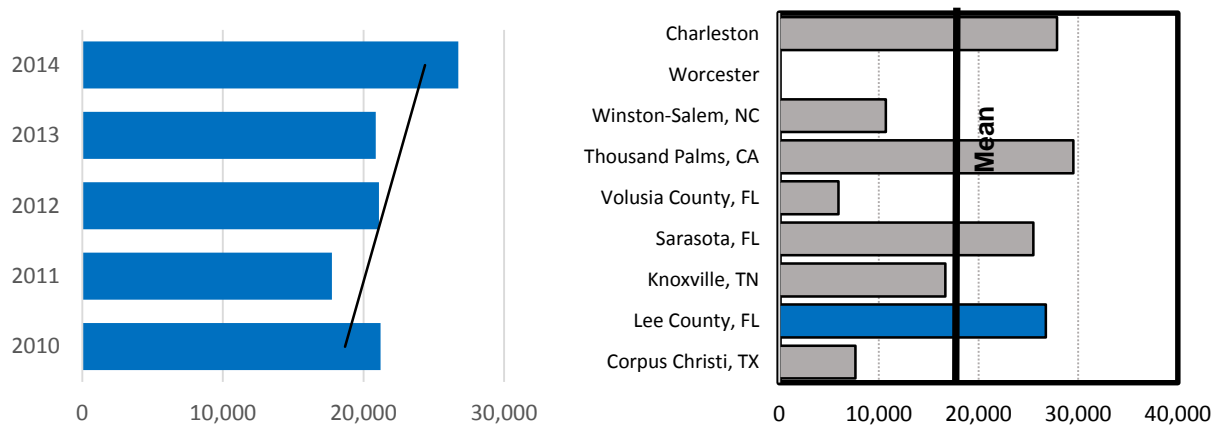 2014
2013
2012
2011
2010
0 10,000 20,000 30,000
Charleston
Worcester
Winston-Salem, NC
Thousand Palms, CA
Volusia County, FL
Sarasota, FL
Knoxville, TN
Lee County, FL
Corpus Christi, TX
Mean
0 10,000 20,000 30,000 40,000